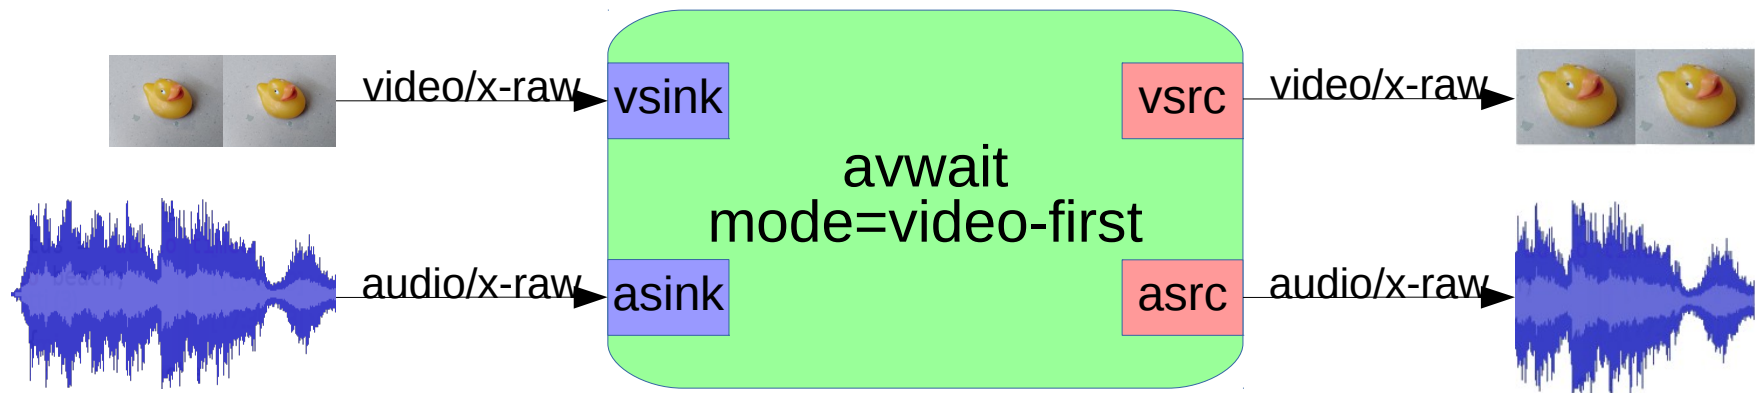 video/x-raw
vsink
vsrc
video/x-raw
avwait
mode=video-first
audio/x-raw
asink
asrc
audio/x-raw